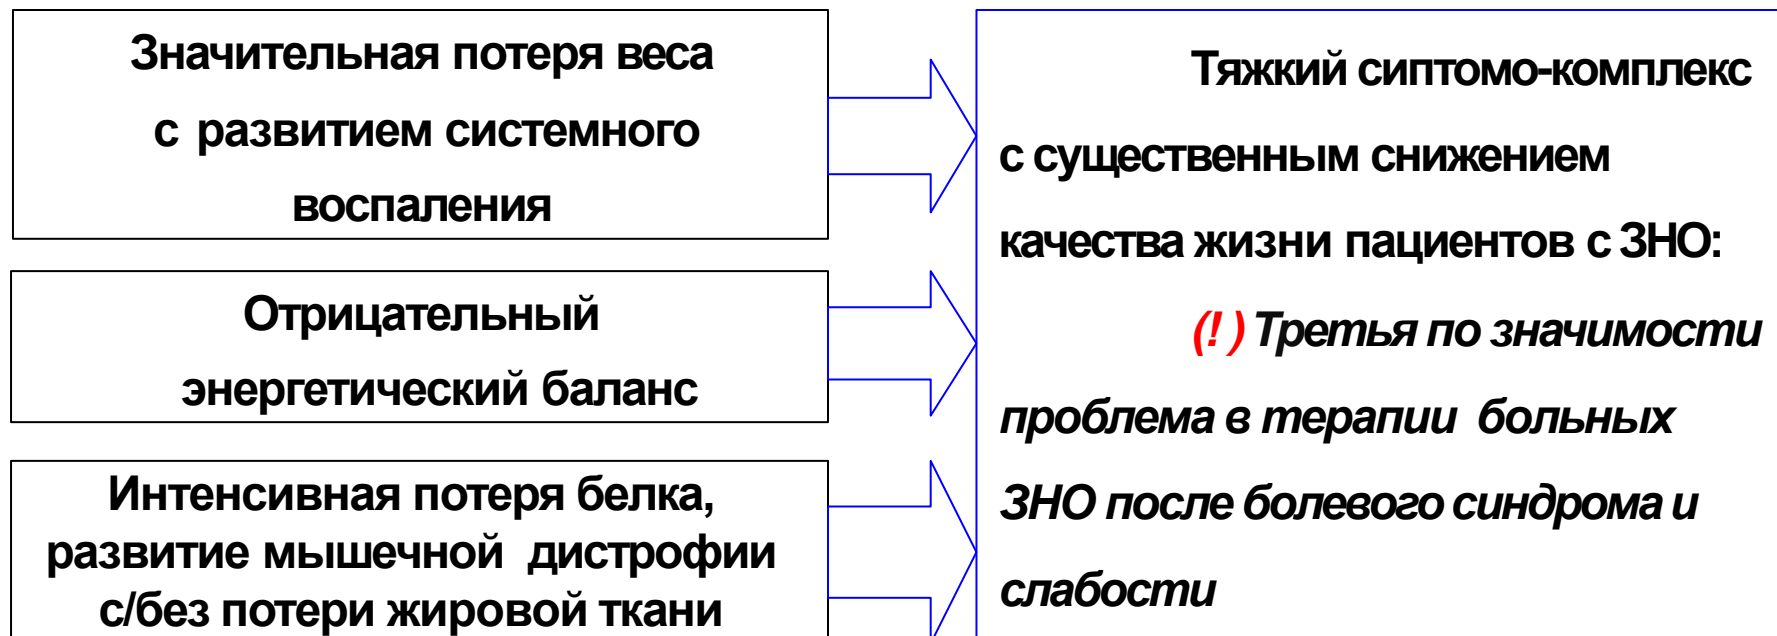 Значительная потеря веса
с развитием системного
воспаления
Отрицательный
энергетический баланс
Интенсивная потеря белка,
развитие мышечной дистрофии
с/без потери жировой ткани
Тяжкий сиптомо-комплекс
с существенным снижением
качества жизни пациентов с ЗНО:
(! ) Третья по значимости
проблема в терапии больных
ЗНО после болевого синдрома и
слабости